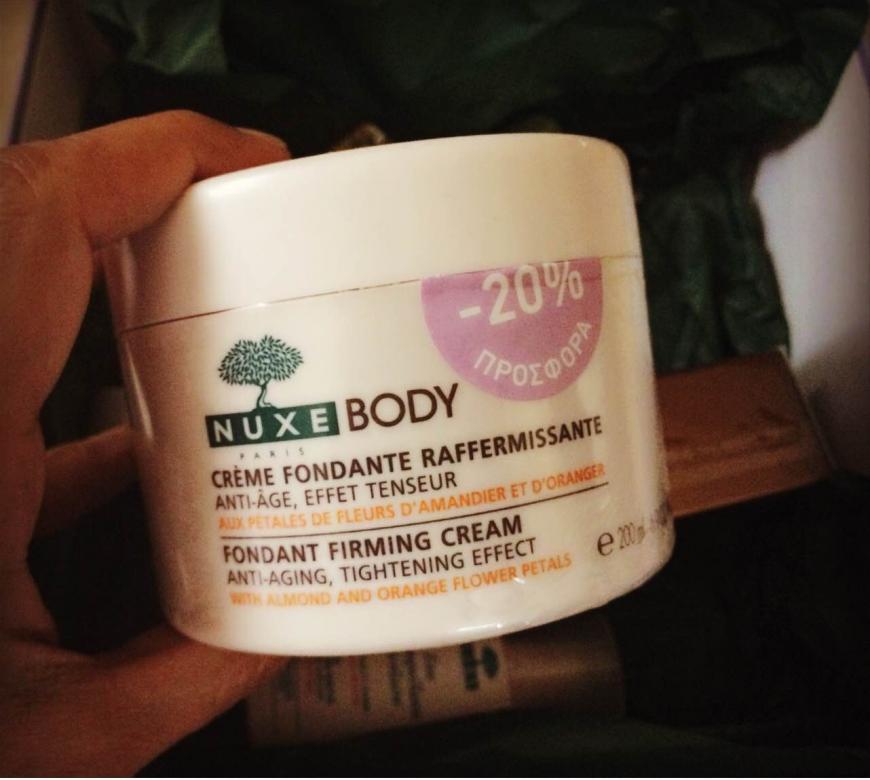 -20%
ΠΡΟΣΦΟΡΑ
NUXE BODY
PARIS
CRÈME FONDANTE RAFFERMISSANTE
ANTI-ÂGE, EFFET TENSEUR
AUX PÉTALES DE FLEURS D'AMANDIER ET D'ORANGER
FONDANT FIRMING CREAM
ANTI-AGING, TIGHTENING EFFECT
WITH ALMOND AND ORANGE FLOWER PETALS
e 200 ml